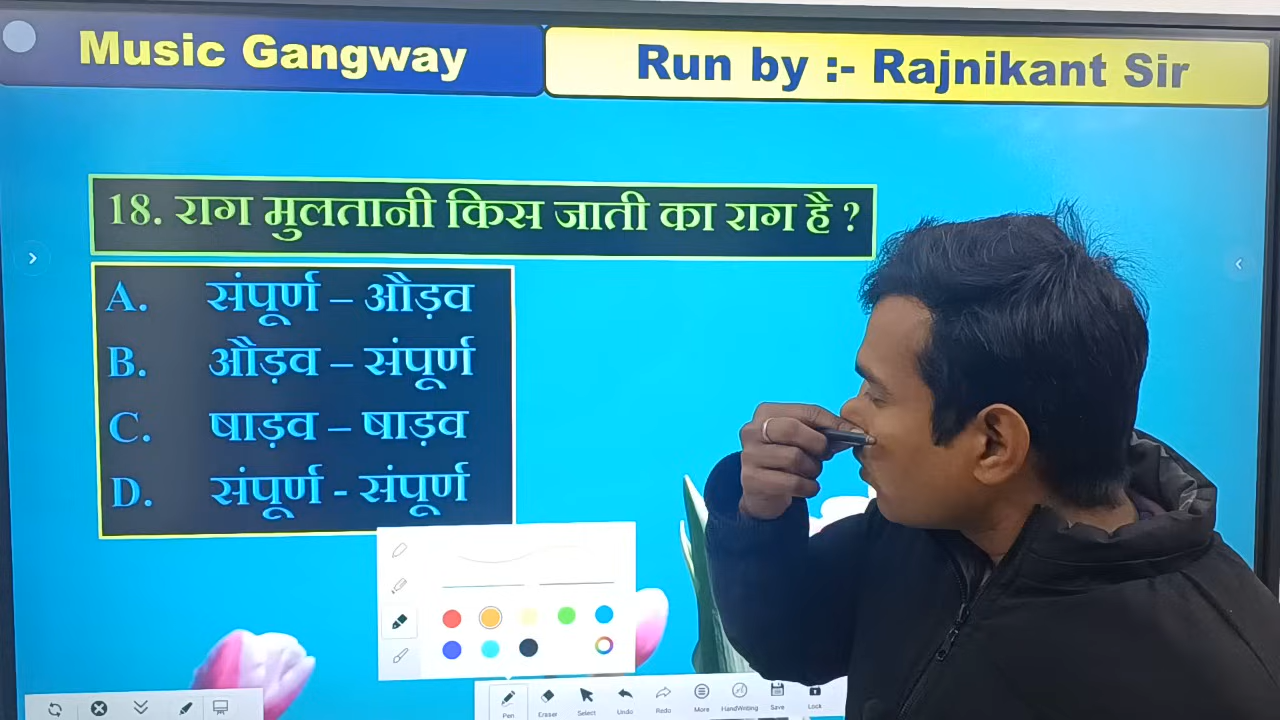 Music Gangway
Run by :- Rajnikant Sir
18. राग मुलतानी किस जाती का राग है ?
A. संपूर्ण – औड़व
B. औड़व – संपूर्ण
C. षाड़व – षाड़व
D. संपूर्ण - संपूर्ण
Pen Eraser Select Undo Redo More HandWriting Save Lock